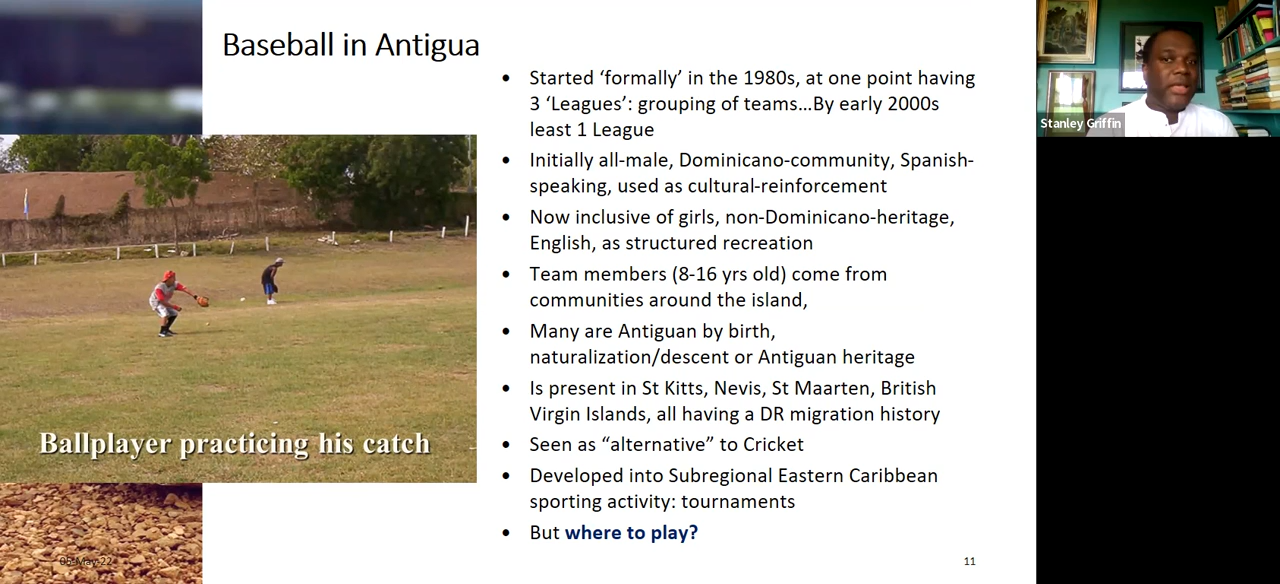 Baseball in Antigua
• Started ‘formally’ in the 1980s, at one point having
3 ‘Leagues’: grouping of teams…By early 2000s
least 1 League
• Initially all-male, Dominicano-community, Spanish-
speaking, used as cultural-reinforcement
• Now inclusive of girls, non-Dominicano-heritage,
English, as structured recreation
• Team members (8-16 yrs old) come from
communities around the island,
• Many are Antiguan by birth,
naturalization/descent or Antiguan heritage
• Is present in St Kitts, Nevis, St Maarten, British
Virgin Islands, all having a DR migration history
• Seen as “alternative” to Cricket
• Developed into Subregional Eastern Caribbean
sporting activity: tournaments
• But where to play?
Ballplayer practicing his catch
05-May-22
11
Stanley Griffin